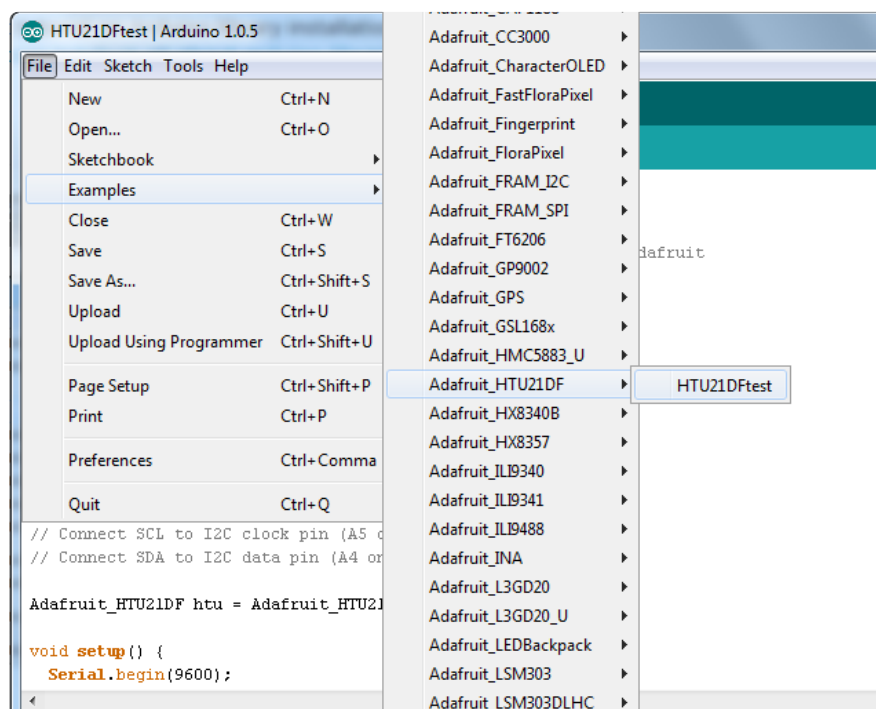 HTU21DFtest | Arduino 1.0.5
File Edit Sketch Tools Help
New Ctrl+N
Open... Ctrl+O
Sketchbook
Examples
Close Ctrl+W
Save Ctrl+S
Save As... Ctrl+Shift+S
Upload Ctrl+U
Upload Using Programmer Ctrl+Shift+U
Page Setup Ctrl+Shift+P
Print Ctrl+P
Preferences Ctrl+Comma
Quit Ctrl+Q
Adafruit_CC3000
Adafruit_CharacterOLED
Adafruit_FastFloraPixel
Adafruit_Fingerprint
Adafruit_FloraPixel
Adafruit_FRAM_I2C
Adafruit_FRAM_SPI
Adafruit_FT6206
Adafruit_GP9002
Adafruit_GPS
Adafruit_GSL168x
Adafruit_HMC5883_U
Adafruit_HTU21DF
Adafruit_HX8340B
Adafruit_HX8357
Adafruit_ILI9340
Adafruit_ILI9341
Adafruit_ILI9488
Adafruit_INA
Adafruit_L3GD20
Adafruit_L3GD20_U
Adafruit_LEDBackpack
Adafruit_LSM303
Adafruit_LSM303DLHC
HTU21DFtest
dafruit
// Connect SCL to I2C clock pin (A5
// Connect SDA to I2C data pin (A4 on
Adafruit_HTU21DF htu = Adafruit_HTU21
void setup() {
Serial.begin(9600);